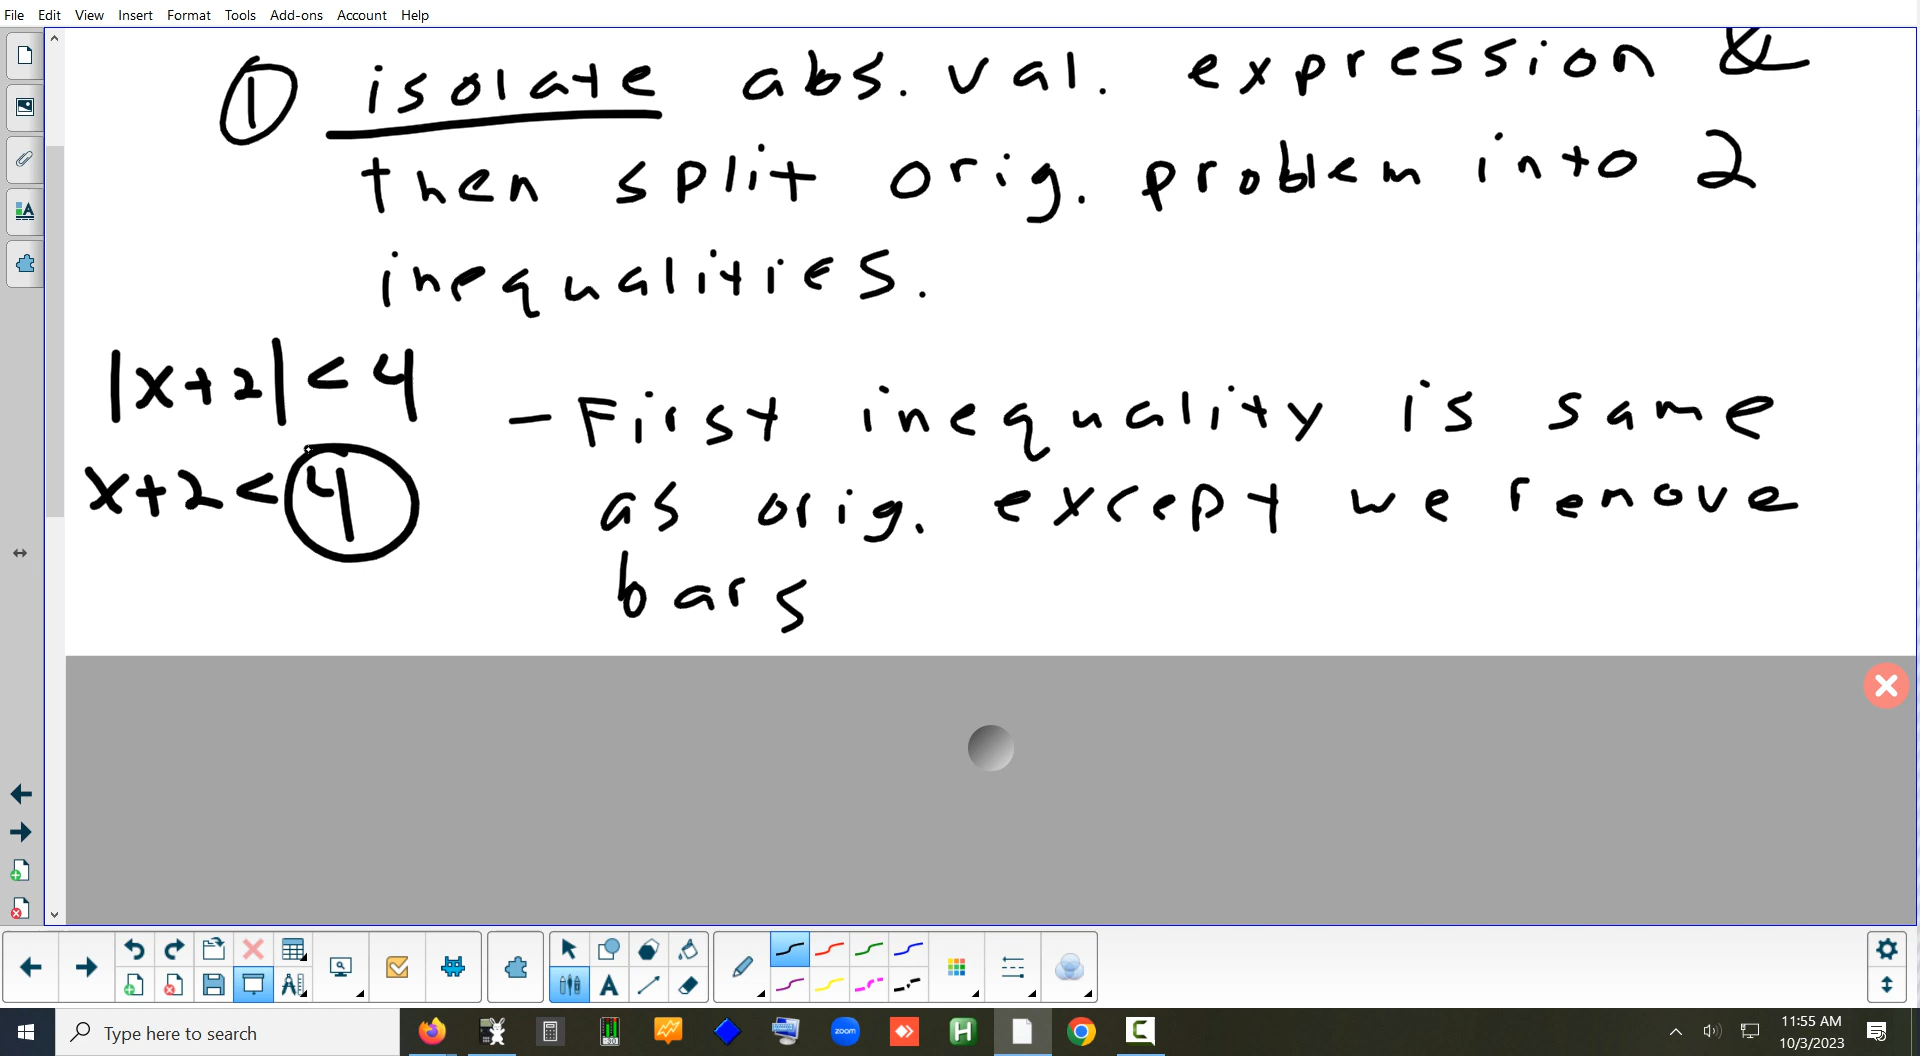 File Edit View Insert Format Tools Add-ons Account Help
① isolate abs. val. expression &
then split orig. problem into 2
inequalities.
|x+2| < 4
- First inequality is same
x+2 < 4
as orig. except we remove
bars
Type here to search
zoom
11:55 AM
10/3/2023